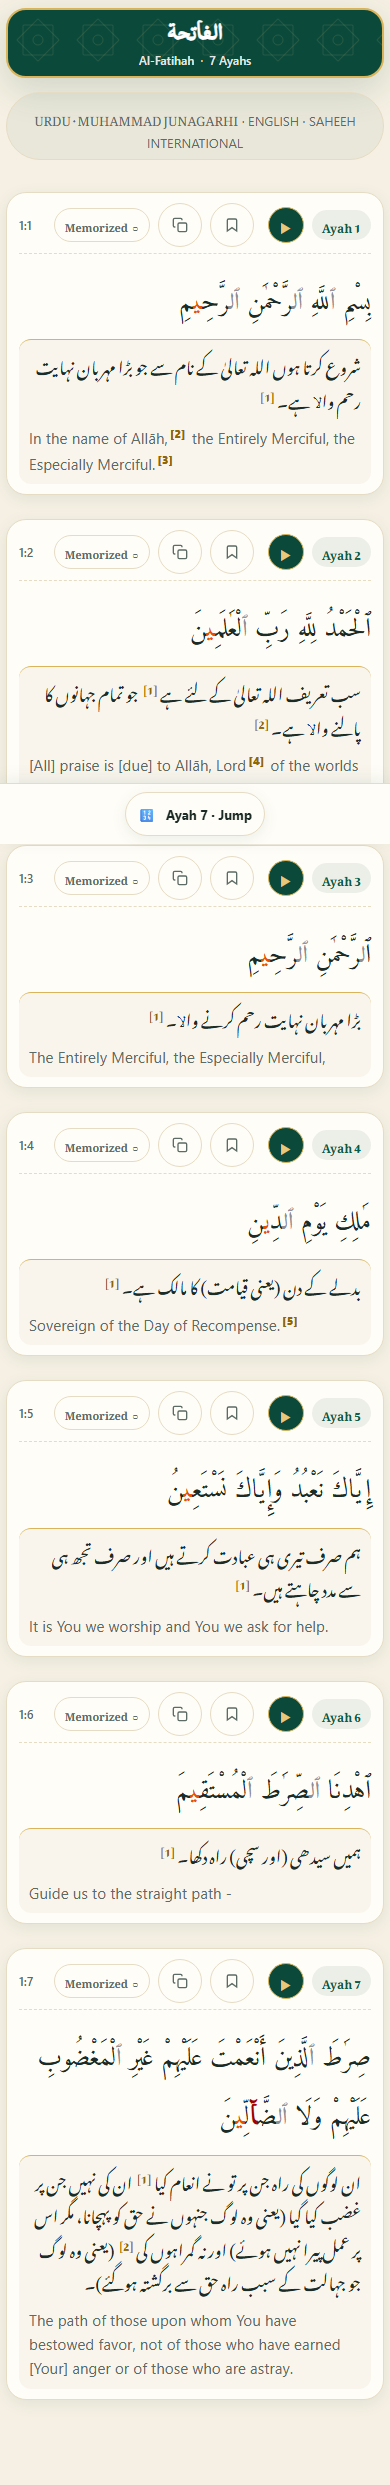 الفاتحة
Al-Fatihah · 7 Ayahs
URDU · MUHAMMAD JUNAGARHI · ENGLISH · SAHEEH
INTERNATIONAL
1:1 Memorized ○ Ayah 1
بِسْمِ ٱللَّهِ ٱلرَّحْمَٰنِ ٱلرَّحِيمِ
شروع کرتا ہوں اللہ تعالیٰ کے نام سے جو بڑا مہربان نہایت
رحم والا ہے۔ [1]
In the name of Allāh,[2] the Entirely Merciful, the
Especially Merciful.[3]
1:2 Memorized ○ Ayah 2
ٱلْحَمْدُ لِلَّهِ رَبِّ ٱلْعَٰلَمِينَ
سب تعریف اللہ تعالیٰ کے لئے ہے [1] جو تمام جہانوں کا
پالنے والا ہے۔ [2]
[All] praise is [due] to Allāh, Lord[4] of the worlds
Ayah 7 · Jump
1:3 Memorized ○ Ayah 3
ٱلرَّحْمَٰنِ ٱلرَّحِيمِ
بڑا مہربان نہایت رحم کرنے والا۔ [1]
The Entirely Merciful, the Especially Merciful,
1:4 Memorized ○ Ayah 4
مَٰلِكِ يَوْمِ ٱلدِّينِ
بدلے کے دن (یعنی قیامت) کا مالک ہے۔ [1]
Sovereign of the Day of Recompense.[5]
1:5 Memorized ○ Ayah 5
إِيَّاكَ نَعْبُدُ وَإِيَّاكَ نَسْتَعِينُ
ہم صرف تیری ہی عبادت کرتے ہیں اور صرف تجھ ہی
سے مدد چاہتے ہیں۔ [1]
It is You we worship and You we ask for help.
1:6 Memorized ○ Ayah 6
ٱهْدِنَا ٱلصِّرَٰطَ ٱلْمُسْتَقِيمَ
ہمیں سیدھی (اور سچی) راہ دکھا۔ [1]
Guide us to the straight path -
1:7 Memorized ○ Ayah 7
صِرَٰطَ ٱلَّذِينَ أَنْعَمْتَ عَلَيْهِمْ غَيْرِ ٱلْمَغْضُوبِ
عَلَيْهِمْ وَلَا ٱلضَّآلِّينَ
ان لوگوں کی راہ جن پر تو نے انعام کیا [1] ان کی نہیں جن پر
غضب کیا گیا (یعنی وہ لوگ جنہوں نے حق کو پہچانا، مگر اس
پر عمل پیرا نہیں ہوئے) اور نہ گمراہوں کی [2] (یعنی وہ لوگ
جو جہالت کے سبب راه حق سے برگشتہ ہوگئے)۔
The path of those upon whom You have
bestowed favor, not of those who have earned
[Your] anger or of those who are astray.